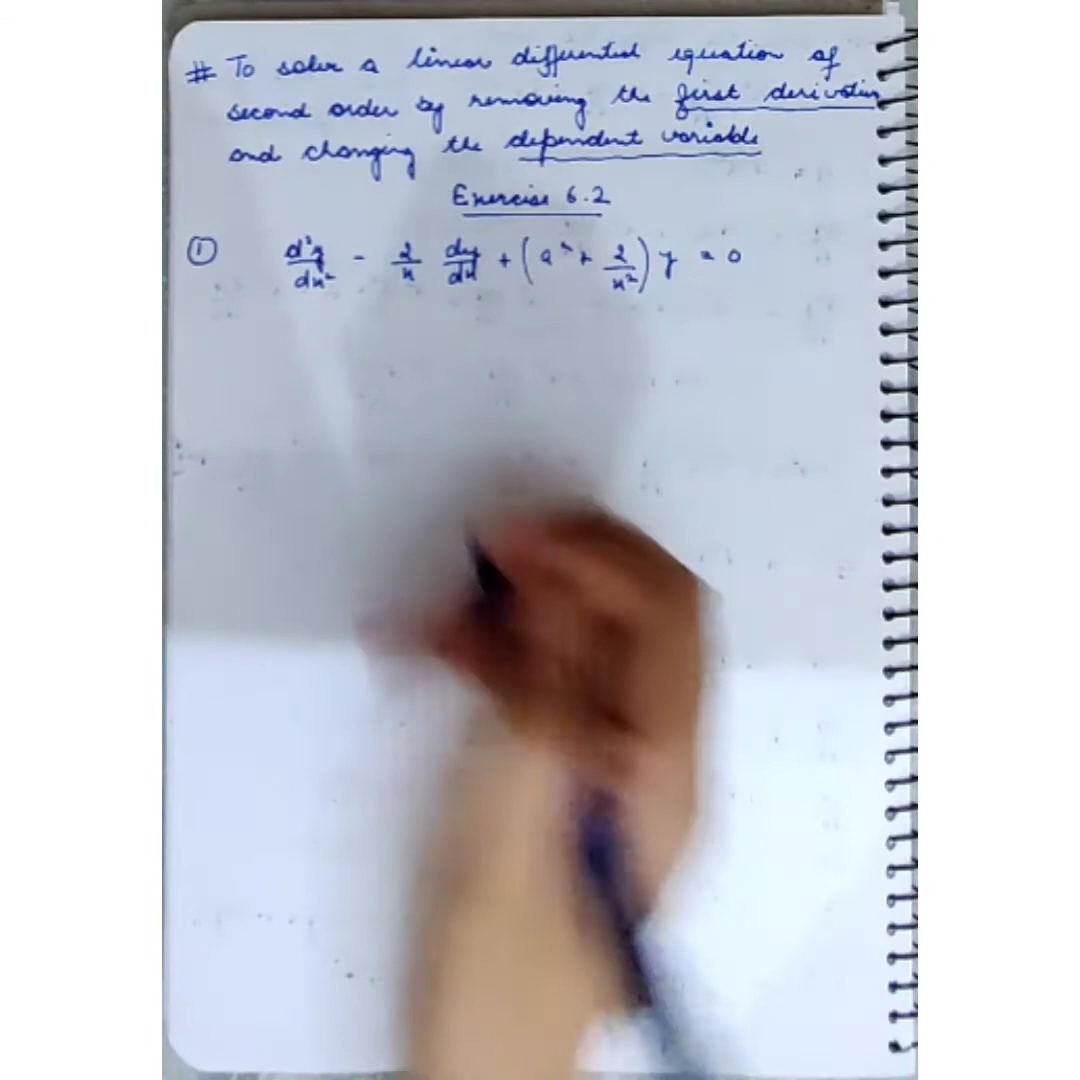 # To solve a linear differential equation of
second order by removing the first derivative
and changing the dependent variable
Exercise 6.2
① d²y/dx² - 2/x dy/dx + (a² + 2/x²) y = 0